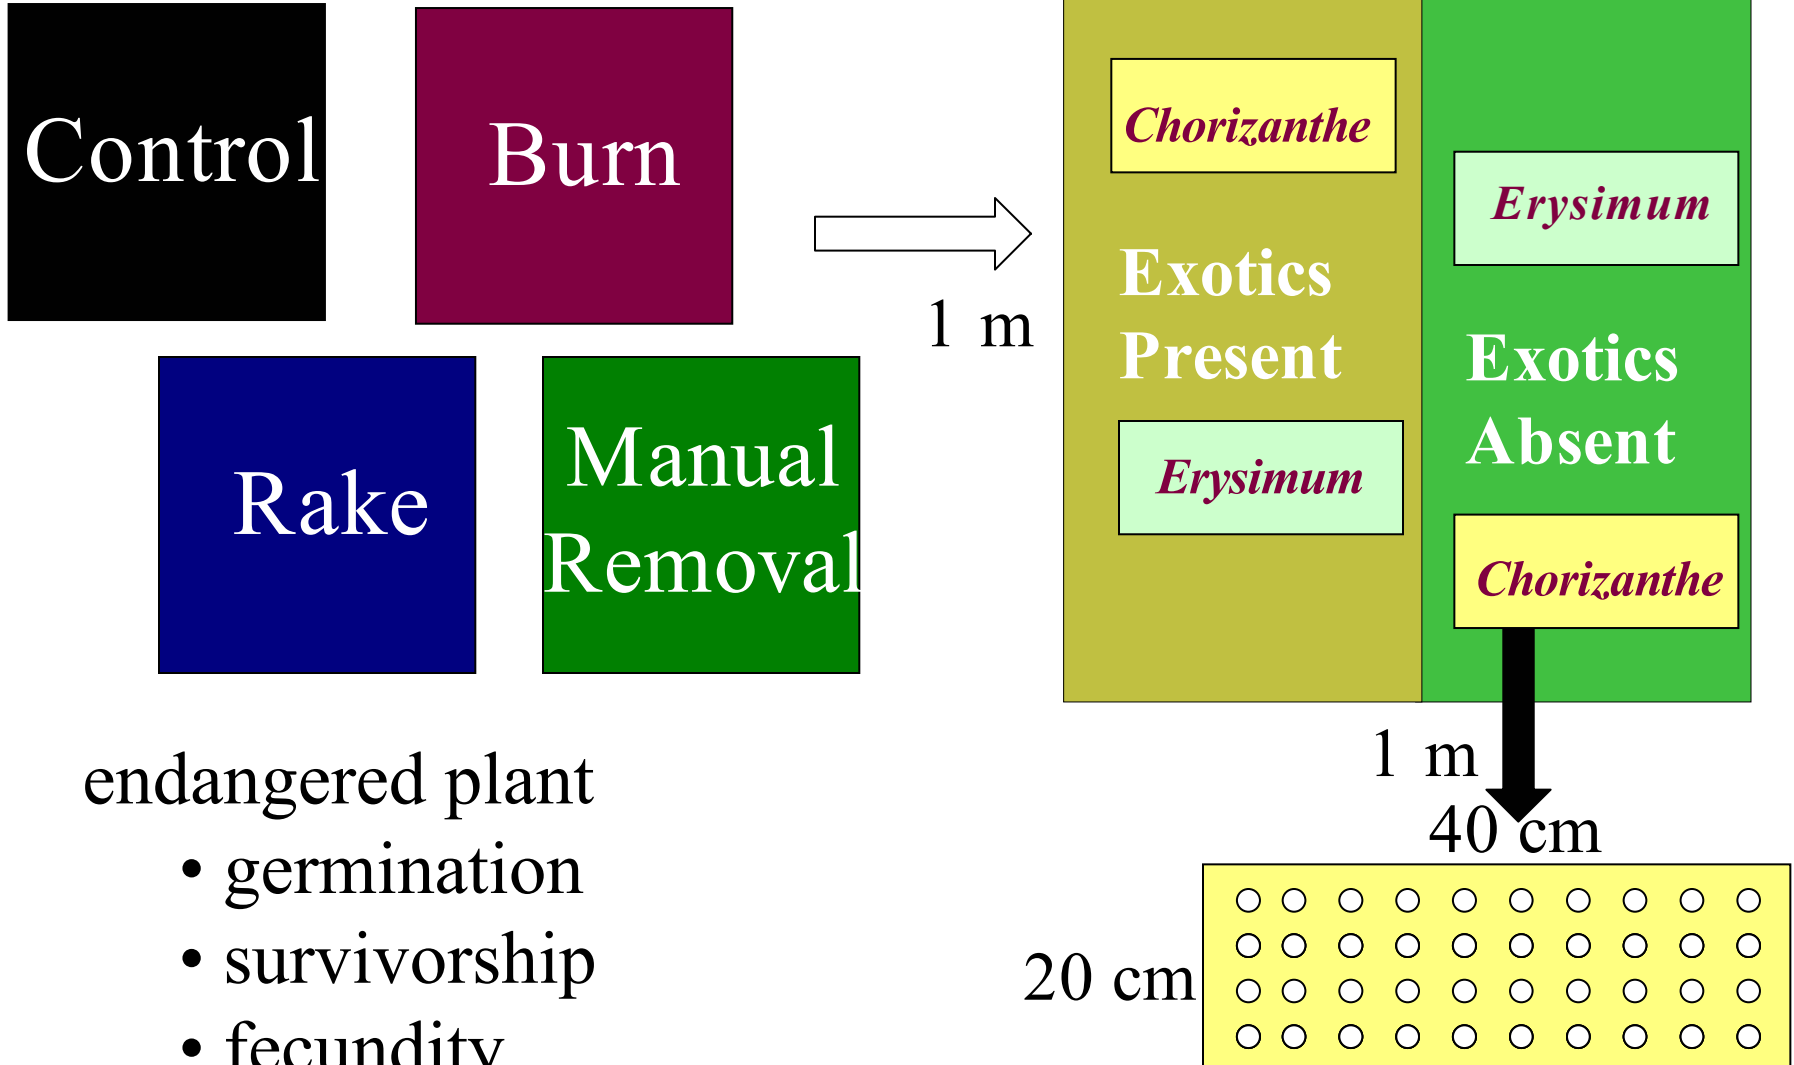 Control
Burn
Rake
Manual
Removal
endangered plant
• germination
• survivorship
• fecundity
1 m
Chorizanthe
Exotics
Present
Erysimum
Erysimum
Exotics
Absent
Chorizanthe
1 m
40 cm
20 cm